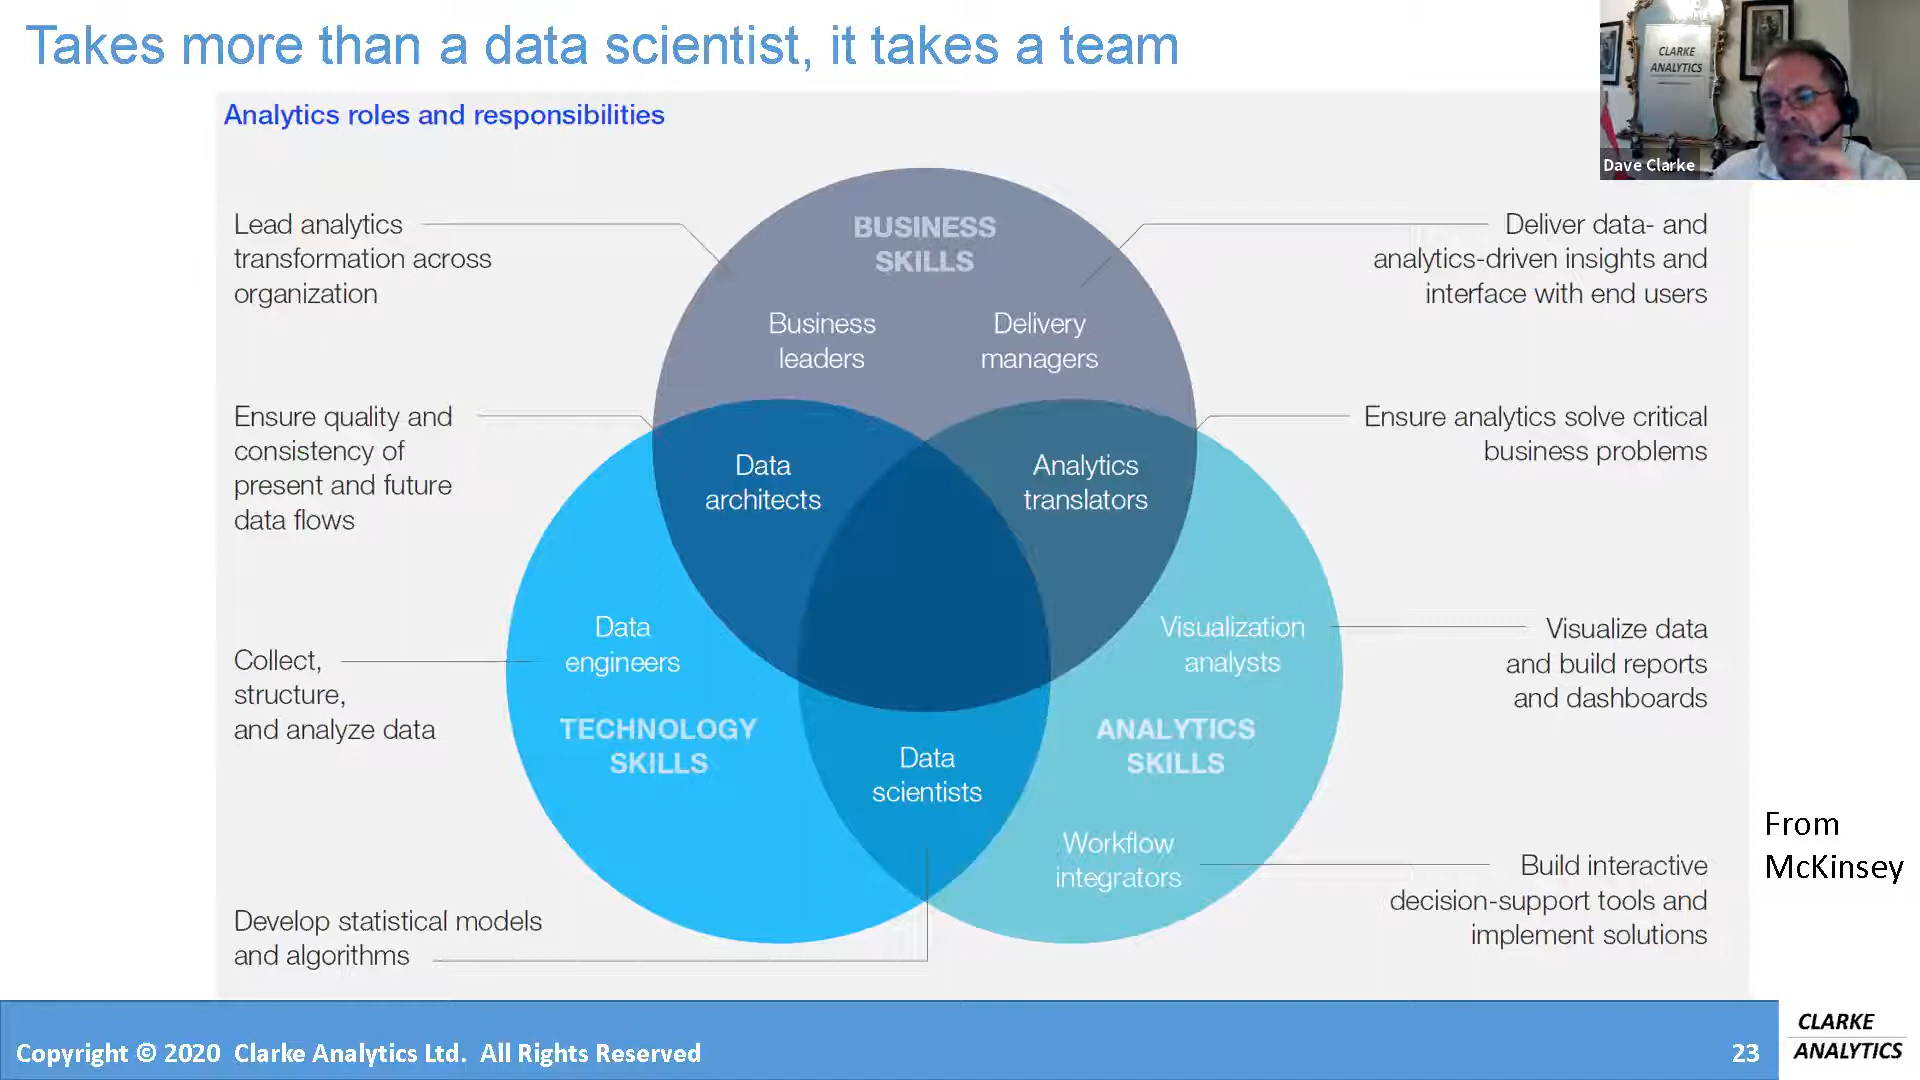 Takes more than a data scientist, it takes a team
CLARKE
ANALYTICS
Dave Clarke
Analytics roles and responsibilities
Lead analytics
transformation across
organization
BUSINESS
SKILLS
Deliver data- and
analytics-driven insights and
interface with end users
Business
leaders
Delivery
managers
Ensure quality and
consistency of
present and future
data flows
Data
architects
Analytics
translators
Ensure analytics solve critical
business problems
Collect,
structure,
and analyze data
Data
engineers
Visualization
analysts
Visualize data
and build reports
and dashboards
TECHNOLOGY
SKILLS
ANALYTICS
SKILLS
Data
scientists
Workflow
integrators
Build interactive
decision-support tools and
implement solutions
Develop statistical models
and algorithms
From
McKinsey
Copyright © 2020 Clarke Analytics Ltd. All Rights Reserved
23
CLARKE
ANALYTICS